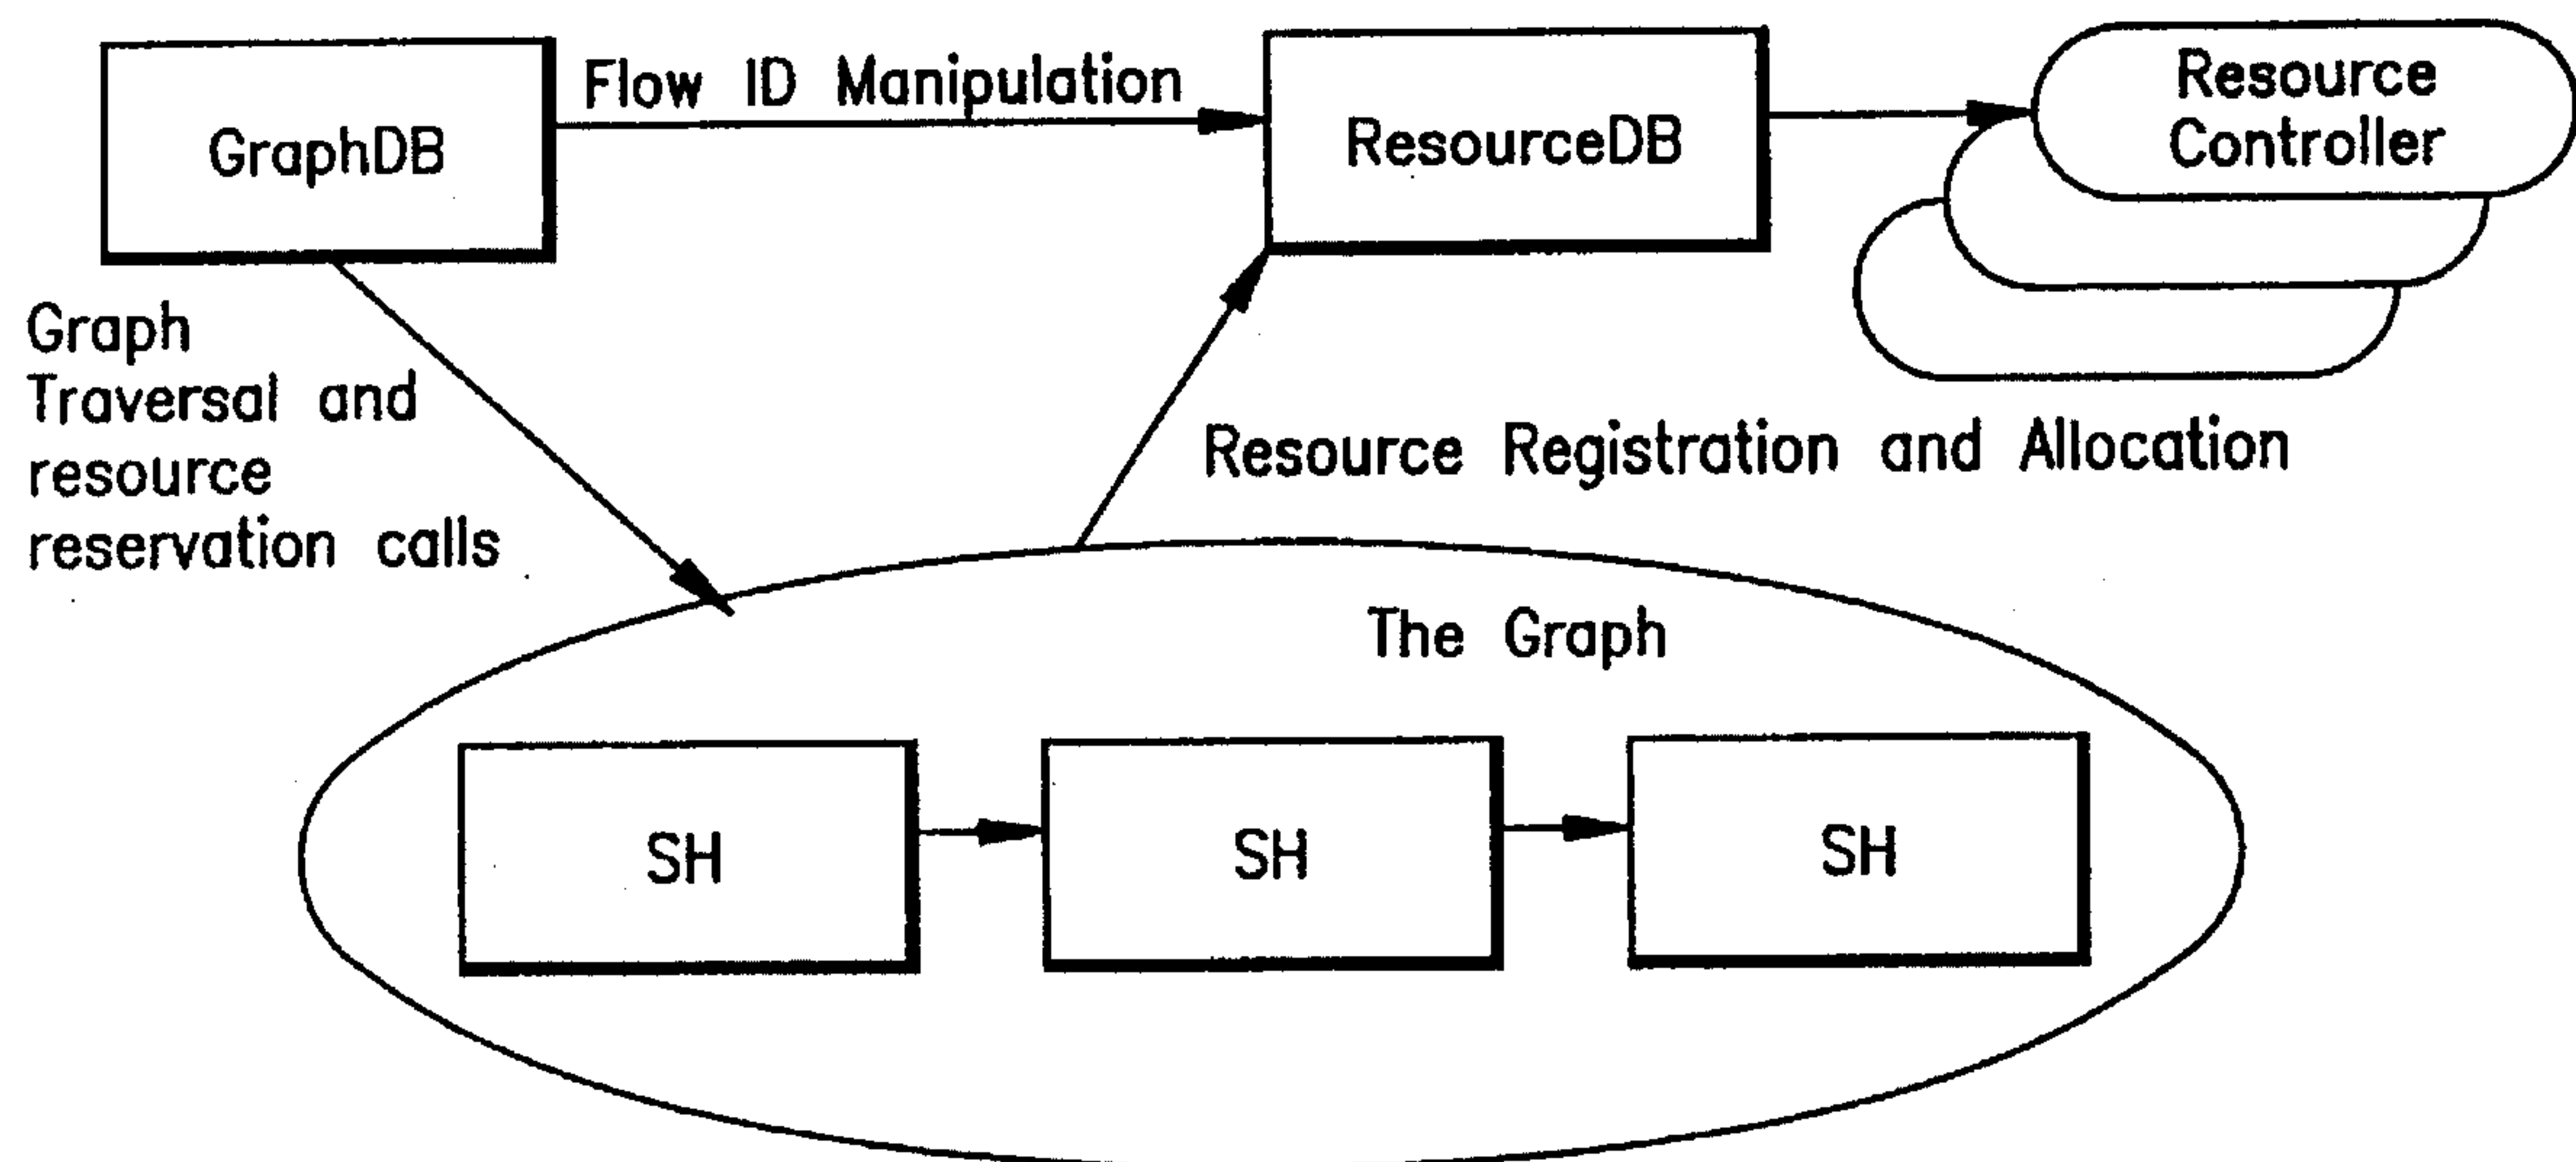 GraphDB
Flow ID Manipulation
ResourceDB
Resource
Controller
Graph
Traversal and
resource
reservation calls
Resource Registration and Allocation
The Graph
SH
SH
SH